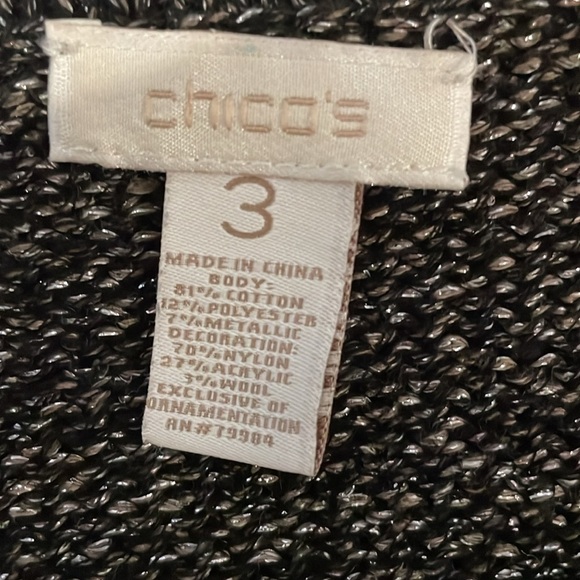 chico's
3
MADE IN CHINA
BODY:
81% COTTON
12% POLYESTER
7% METALLIC
DECORATION:
70% NYLON
27% ACRYLIC
3% WOOL
EXCLUSIVE OF
ORNAMENTATION
RN# 79984